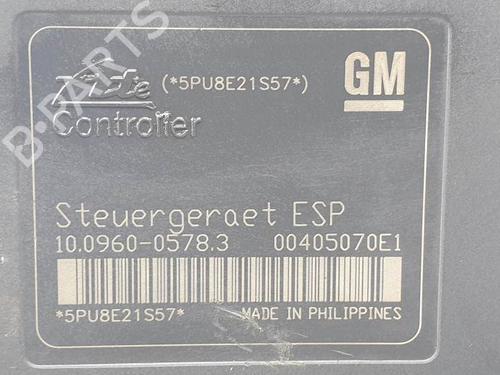 Ate (*5PU8E21S57*) GM
Controller
Steuergeraet ESP
10.0960-0578.3 00405070E1
*5PU8E21S57* MADE IN PHILIPPINES
B-PARTS